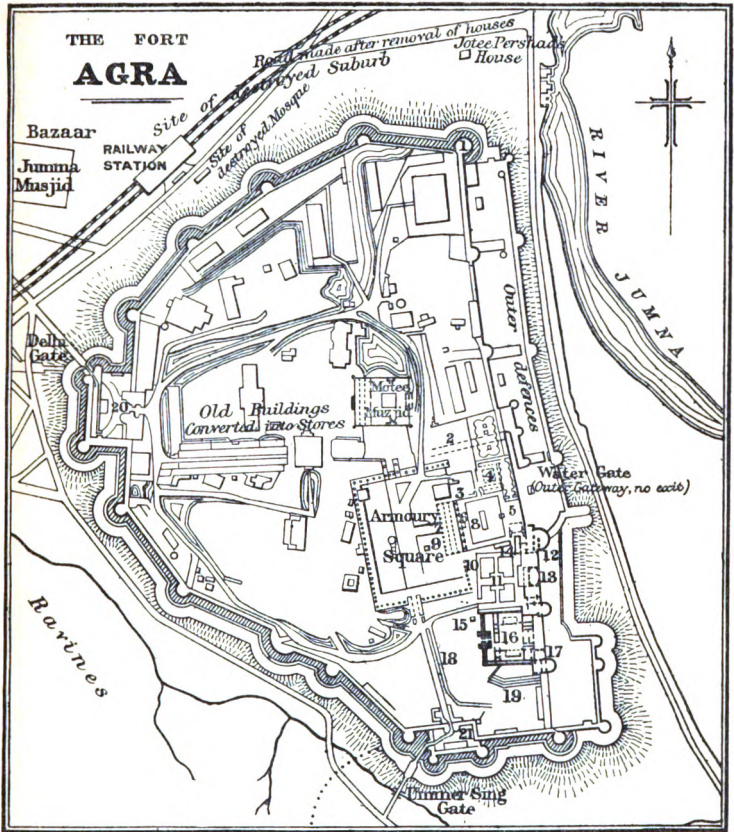 THE FORT
AGRA
Road made after removal of houses
Jotee Pershad's
House
Site of destroyed Suburb
Site of
destroyed Mosque
Bazaar
RAILWAY
STATION
Jumma
Musjid
RIVER JUMNA
1
Outer defences
Delhi
Gate
20
Old Buildings
Converted into Stores
Motee
Muzjid
2
4
Water Gate
(Outer Gateway, no exit)
3
5
Armoury
Square
8
7
9
14
12
10
11
13
15
16
17
18
19
Ravines
21
Ummer Sing
Gate